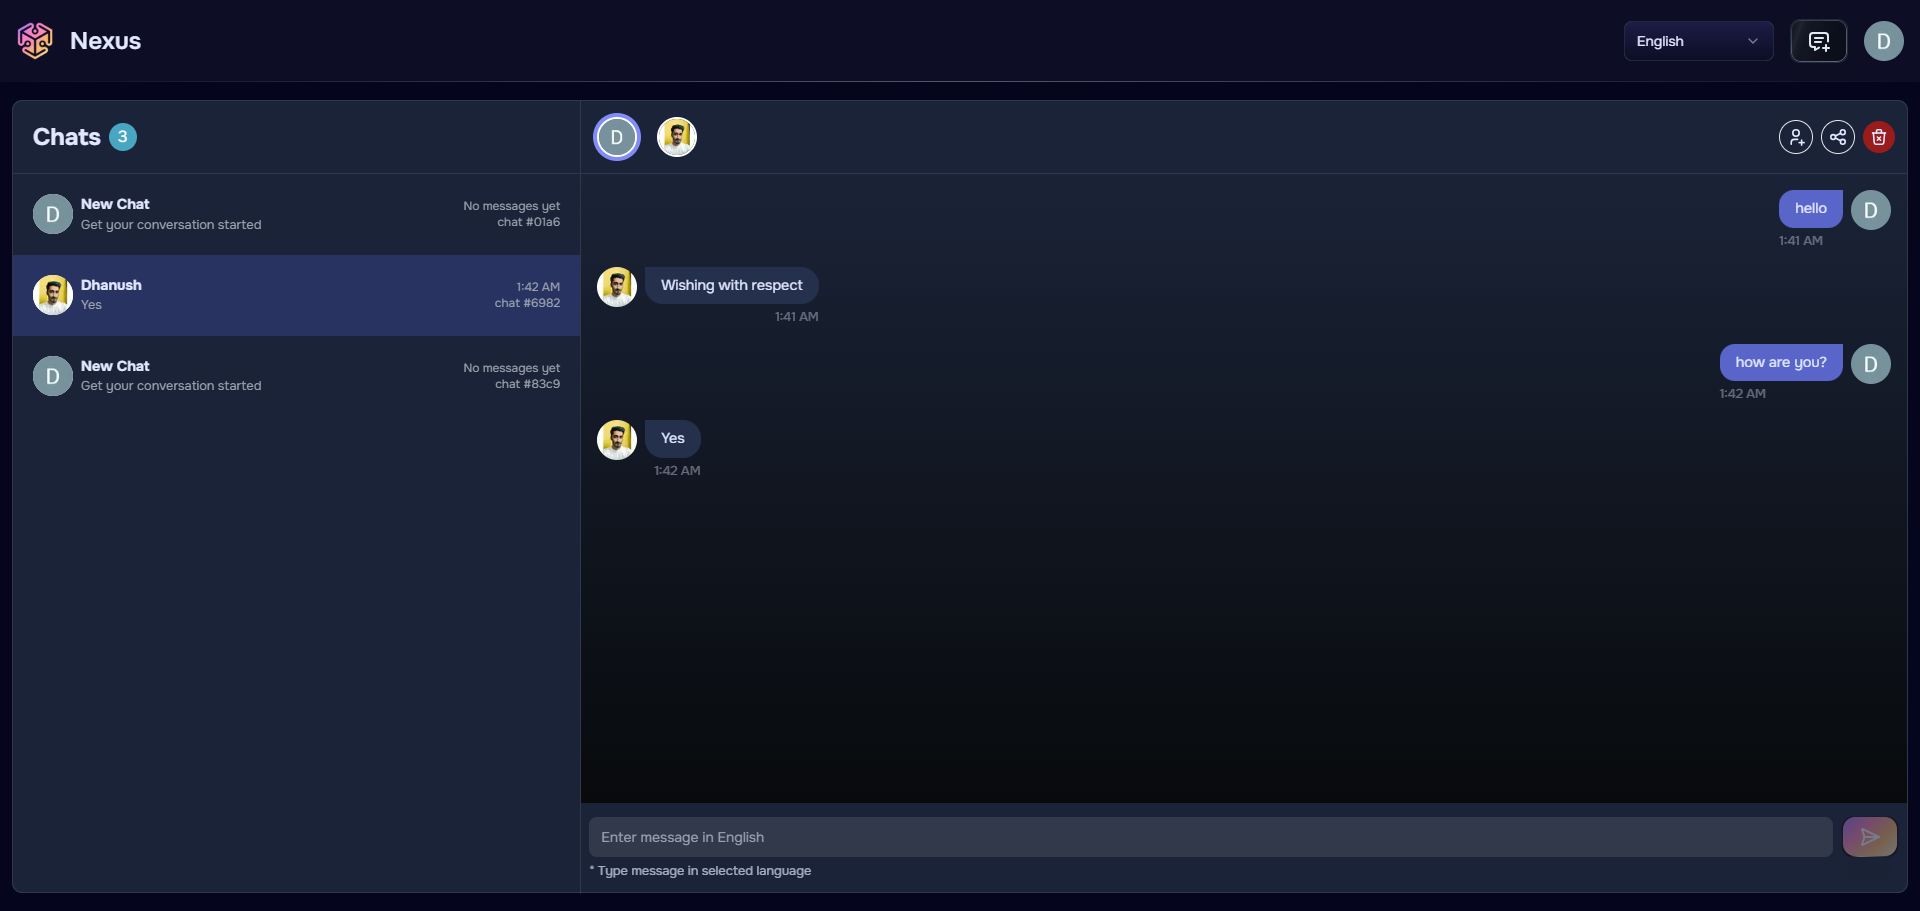 Nexus
English
D
Chats 3
D
D
New Chat
No messages yet
Get your conversation started
chat #01a6
Dhanush
1:42 AM
Yes
chat #6982
D
New Chat
No messages yet
Get your conversation started
chat #83c9
hello
D
1:41 AM
Wishing with respect
1:41 AM
how are you?
D
1:42 AM
Yes
1:42 AM
Enter message in English
* Type message in selected language